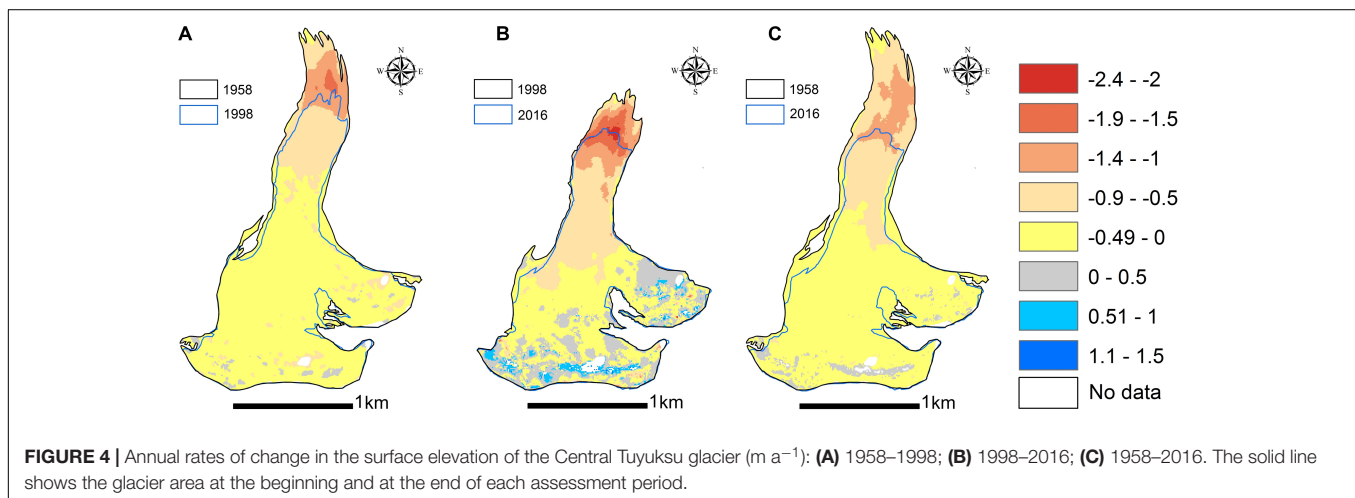 A
N
W E
S
1958
1998
B
N
W E
S
1998
2016
C
N
W E
S
1958
2016
-2.4 - -2
-1.9 - -1.5
-1.4 - -1
-0.9 - -0.5
-0.49 - 0
0 - 0.5
0.51 - 1
1.1 - 1.5
No data
1km
1km
1km
FIGURE 4 | Annual rates of change in the surface elevation of the Central Tuyuksu glacier (m a−1): (A) 1958–1998; (B) 1998–2016; (C) 1958–2016. The solid line
shows the glacier area at the beginning and at the end of each assessment period.